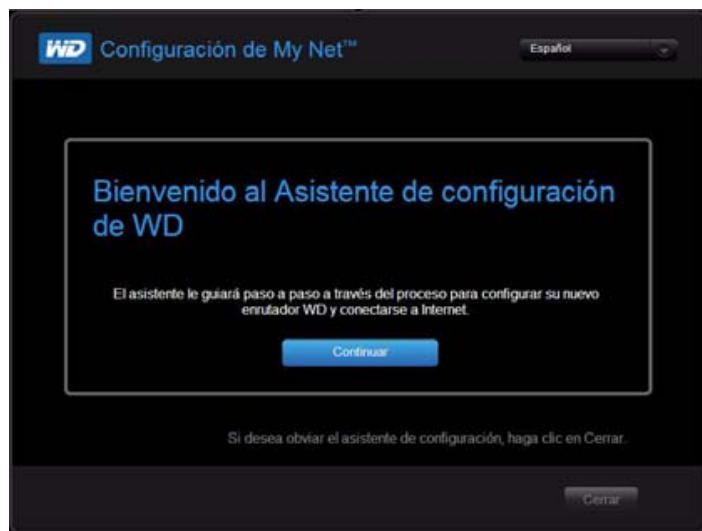 WD Configuración de My Net™
Español
Bienvenido al Asistente de configuración
de WD
El asistente le guiará paso a paso a través del proceso para configurar su nuevo
enrutador WD y conectarse a Internet.
Continuar
Si desea obviar el asistente de configuración, haga clic en Cerrar.
Cerrar